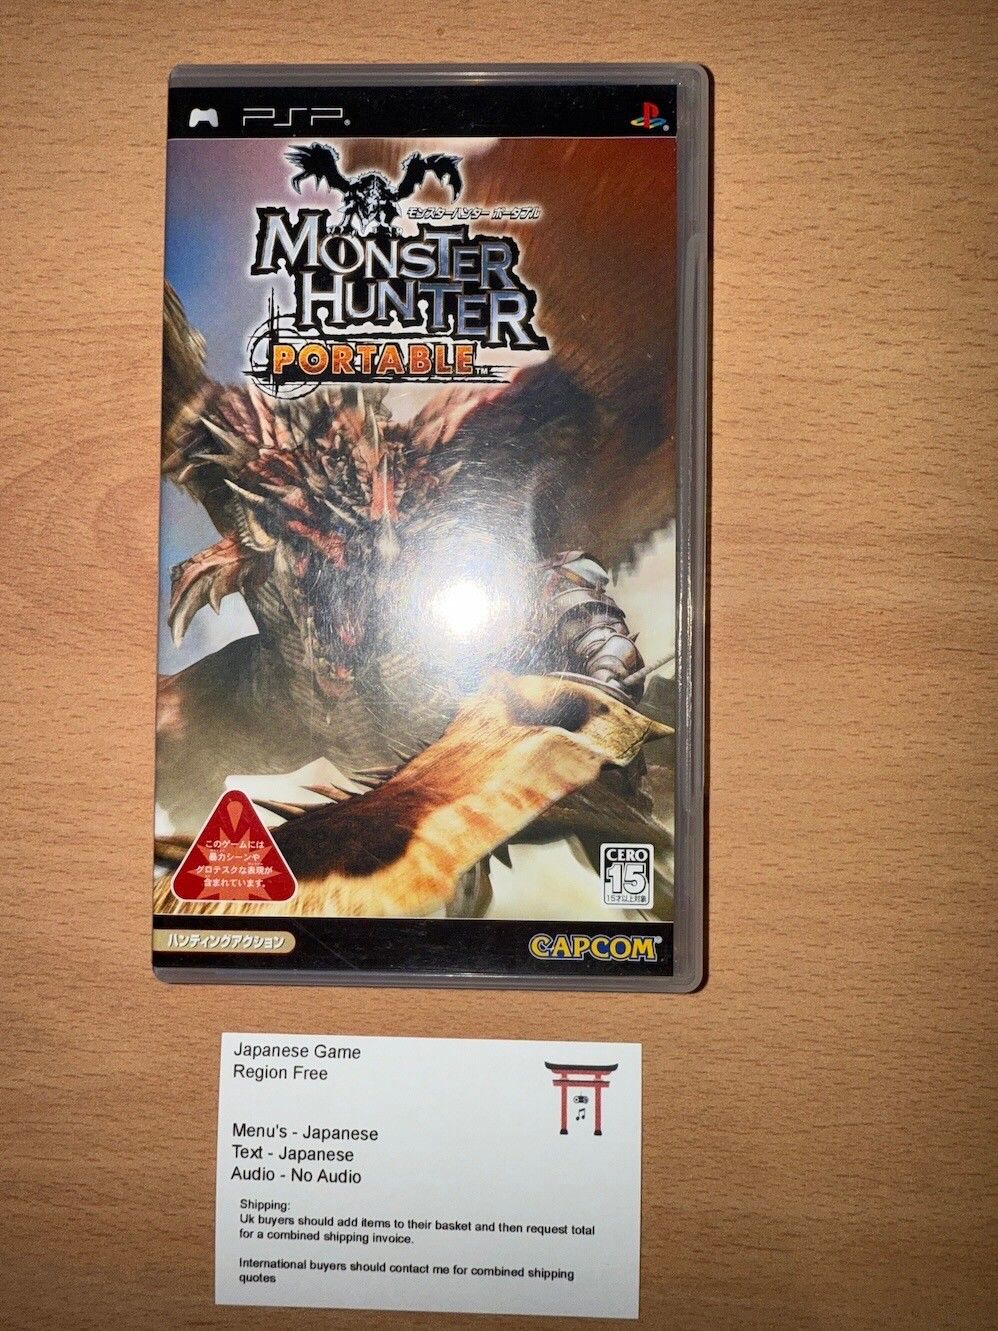 PSP
モンスターハンター ポータブル
MONSTER
HUNTER
PORTABLE™
このゲームには
暴力シーンや
グロテスクな表現が
含まれています。
CERO
15
15才以上対象
ハンティングアクション
CAPCOM®
Japanese Game
Region Free
Menu's - Japanese
Text - Japanese
Audio - No Audio
Shipping:
Uk buyers should add items to their basket and then request total
for a combined shipping invoice.
International buyers should contact me for combined shipping
quotes